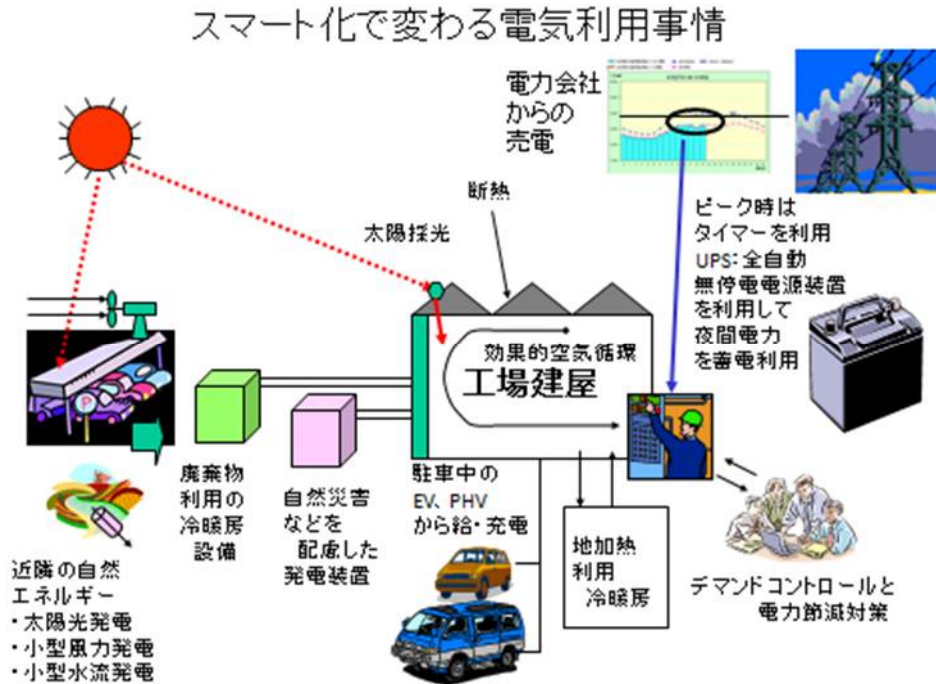 スマート化で変わる電気利用事情
電力会社
からの
売電
断熱
太陽採光
ピーク時は
タイマーを利用
UPS:全自動
無停電電源装置
を利用して
夜間電力
を蓄電利用
効果的空気循環
工場建屋
P
廃棄物
利用の
冷暖房
設備
自然災害
などを
配慮した
発電装置
駐車中の
EV、PHV
から給・充電
地加熱
利用
冷暖房
デマンドコントロールと
電力節減対策
近隣の自然
エネルギー
・太陽光発電
・小型風力発電
・小型水流発電